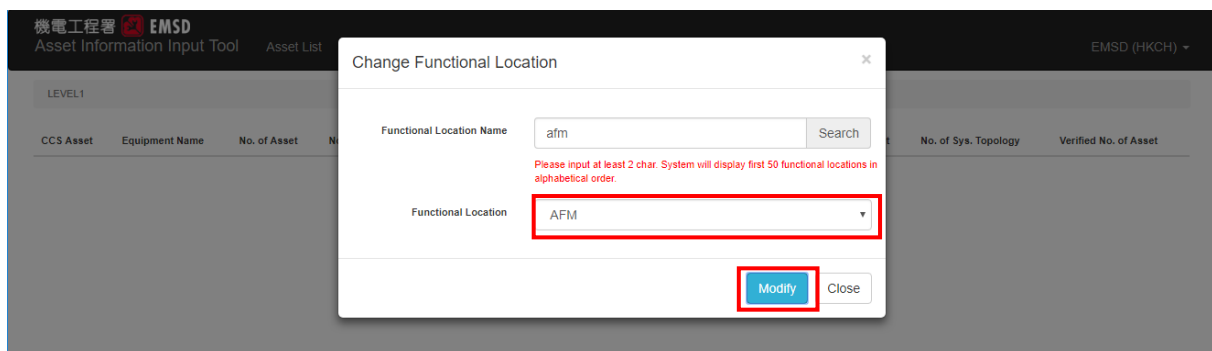 機電工程署 EMSD
Asset Information Input Tool Asset List EMSD (HKCH)
LEVEL1
CCS Asset Equipment Name No. of Asset No. of Sys. Topology Verified No. of Asset
Change Functional Location ×
Functional Location Name afm Search
Please input at least 2 char. System will display first 50 functional locations in
alphabetical order.
Functional Location AFM
Modify Close